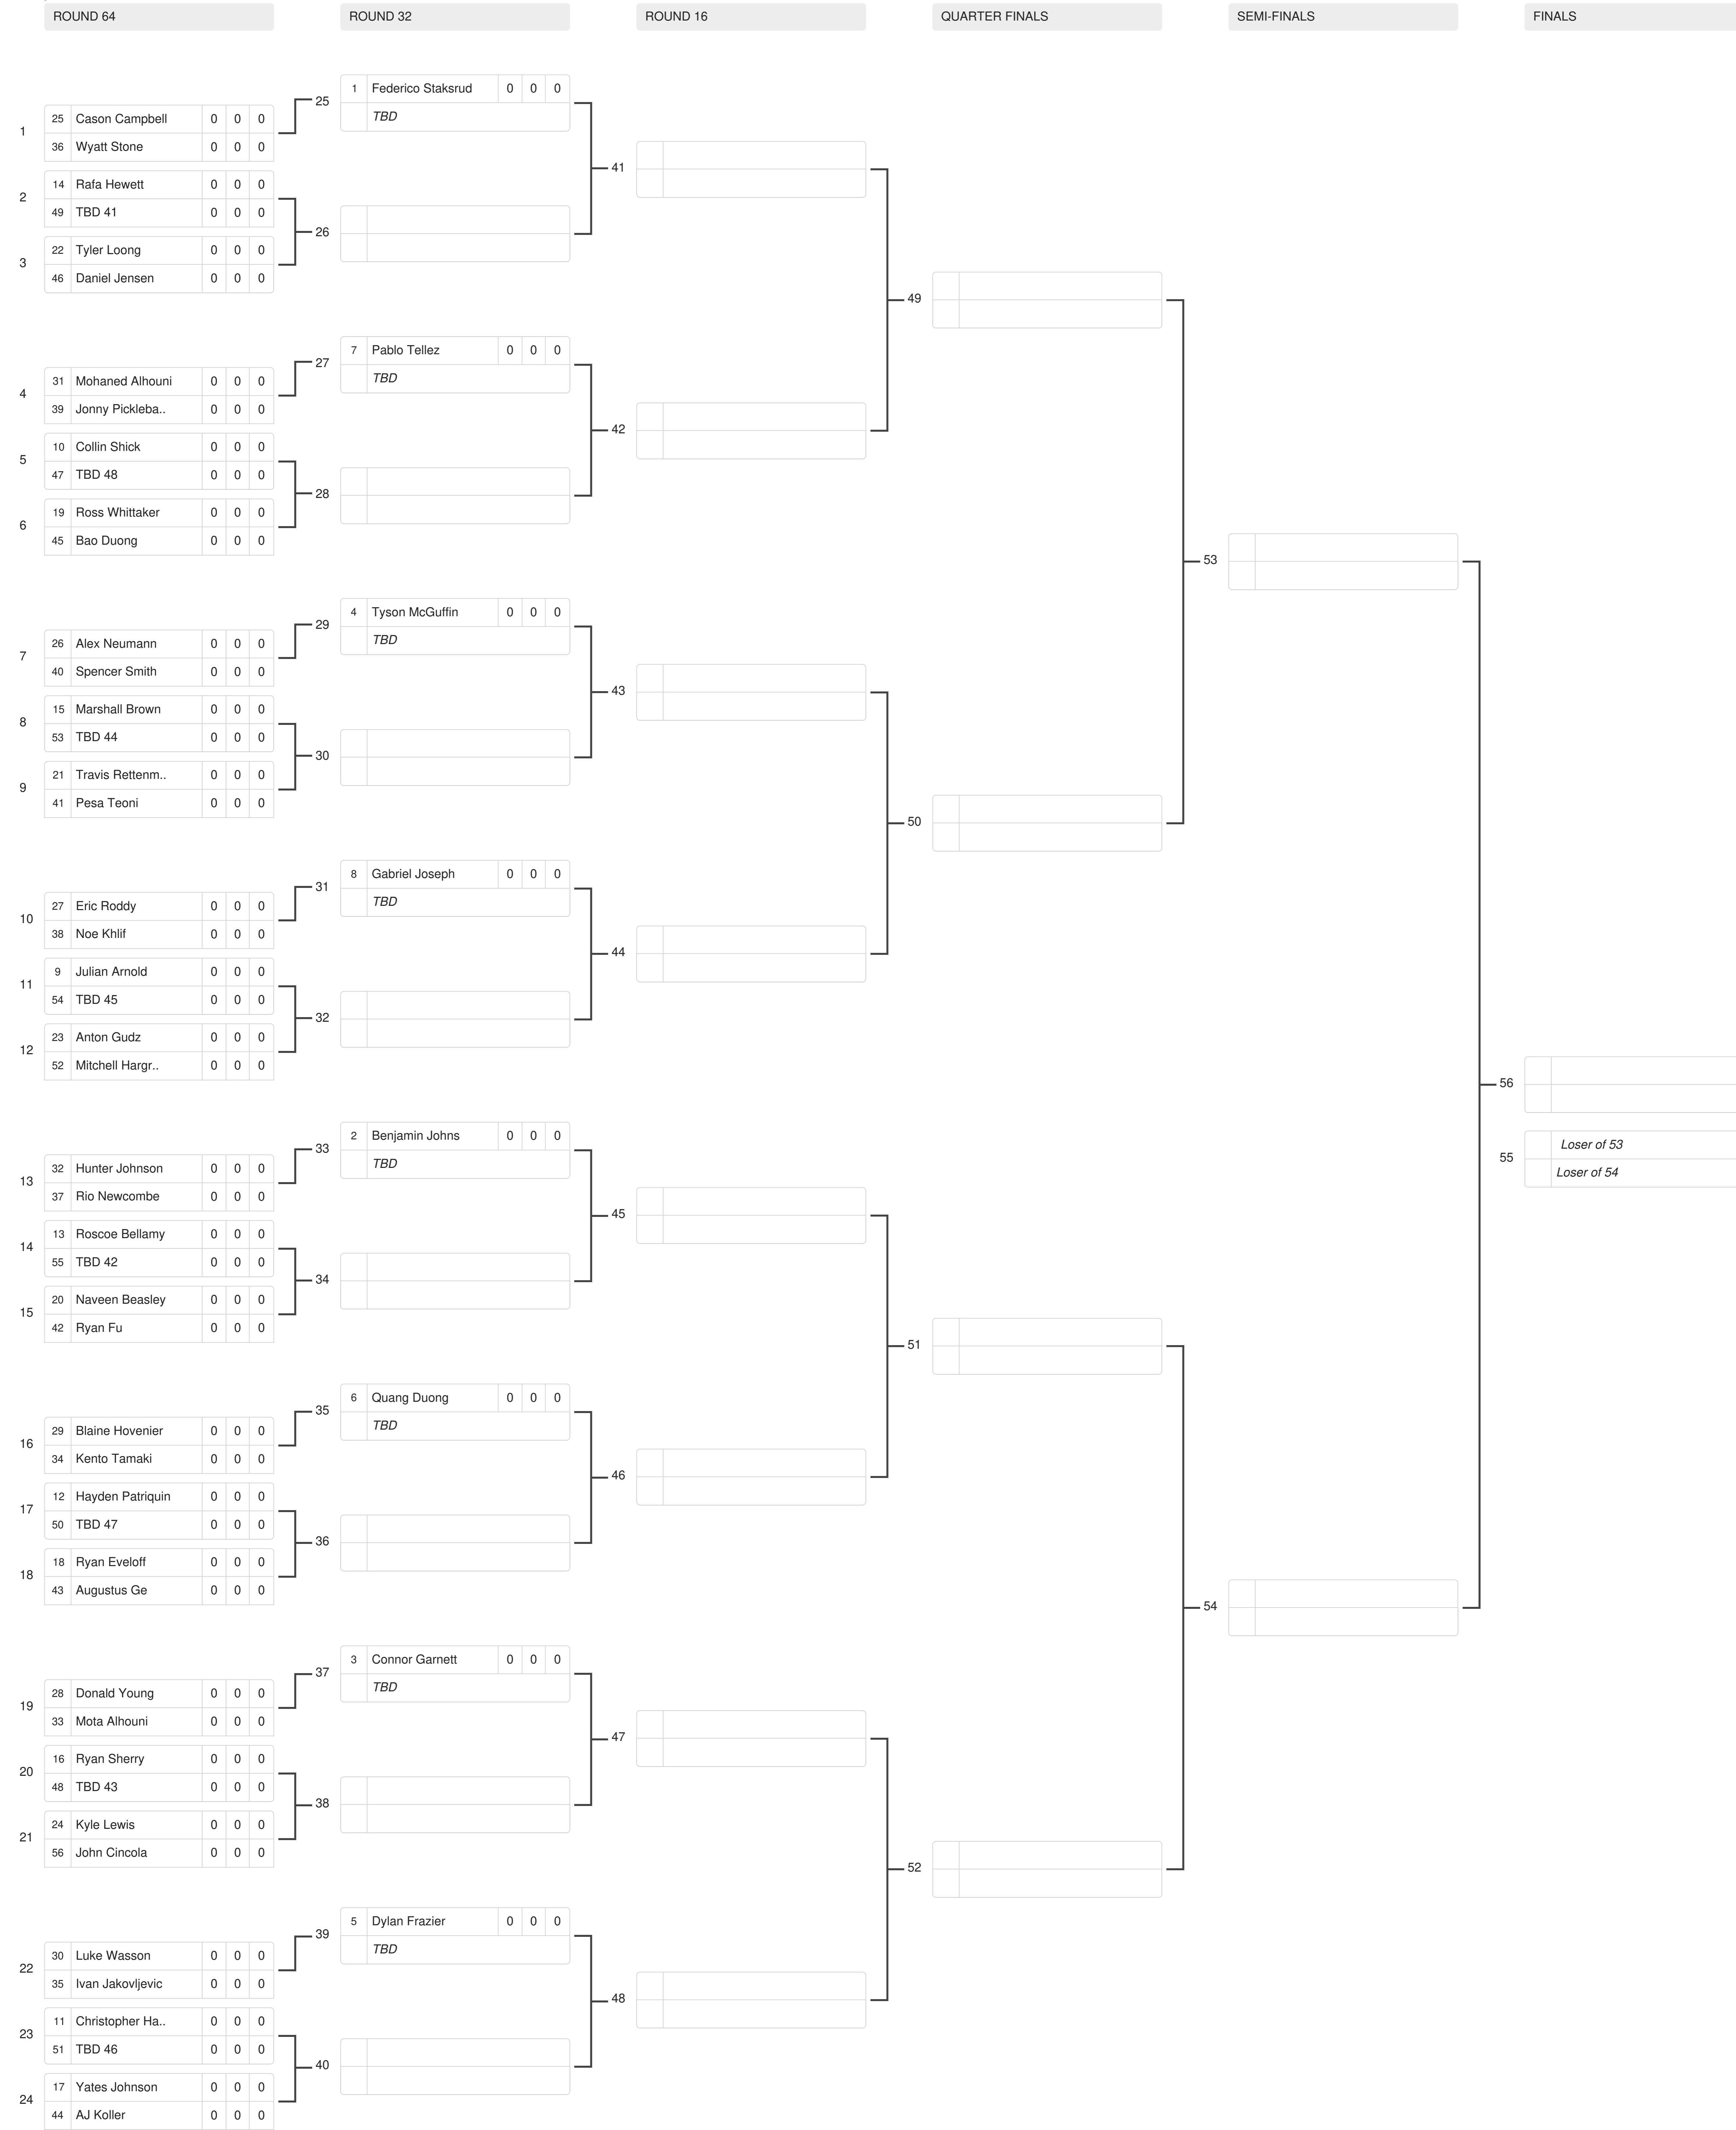 ROUND 64
ROUND 32
ROUND 16
QUARTER FINALS
SEMI-FINALS
FINALS
1
25 Cason Campbell 0 0 0
36 Wyatt Stone 0 0 0
2
14 Rafa Hewett 0 0 0
49 TBD 41 0 0 0
3
22 Tyler Loong 0 0 0
46 Daniel Jensen 0 0 0
4
31 Mohaned Alhouni 0 0 0
39 Jonny Pickleba.. 0 0 0
5
10 Collin Shick 0 0 0
47 TBD 48 0 0 0
6
19 Ross Whittaker 0 0 0
45 Bao Duong 0 0 0
7
26 Alex Neumann 0 0 0
40 Spencer Smith 0 0 0
8
15 Marshall Brown 0 0 0
53 TBD 44 0 0 0
9
21 Travis Rettenm.. 0 0 0
41 Pesa Teoni 0 0 0
10
27 Eric Roddy 0 0 0
38 Noe Khlif 0 0 0
11
9 Julian Arnold 0 0 0
54 TBD 45 0 0 0
12
23 Anton Gudz 0 0 0
52 Mitchell Hargr.. 0 0 0
13
32 Hunter Johnson 0 0 0
37 Rio Newcombe 0 0 0
14
13 Roscoe Bellamy 0 0 0
55 TBD 42 0 0 0
15
20 Naveen Beasley 0 0 0
42 Ryan Fu 0 0 0
16
29 Blaine Hovenier 0 0 0
34 Kento Tamaki 0 0 0
17
12 Hayden Patriquin 0 0 0
50 TBD 47 0 0 0
18
18 Ryan Eveloff 0 0 0
43 Augustus Ge 0 0 0
19
28 Donald Young 0 0 0
33 Mota Alhouni 0 0 0
20
16 Ryan Sherry 0 0 0
48 TBD 43 0 0 0
21
24 Kyle Lewis 0 0 0
56 John Cincola 0 0 0
22
30 Luke Wasson 0 0 0
35 Ivan Jakovljevic 0 0 0
23
11 Christopher Ha.. 0 0 0
51 TBD 46 0 0 0
24
17 Yates Johnson 0 0 0
44 AJ Koller 0 0 0
25
1 Federico Staksrud 0 0 0
TBD
26
27
7 Pablo Tellez 0 0 0
TBD
28
29
4 Tyson McGuffin 0 0 0
TBD
30
31
8 Gabriel Joseph 0 0 0
TBD
32
33
2 Benjamin Johns 0 0 0
TBD
34
35
6 Quang Duong 0 0 0
TBD
36
37
3 Connor Garnett 0 0 0
TBD
38
39
5 Dylan Frazier 0 0 0
TBD
40
41
42
43
44
45
46
47
48
49
50
51
52
53
54
56
55
Loser of 53
Loser of 54